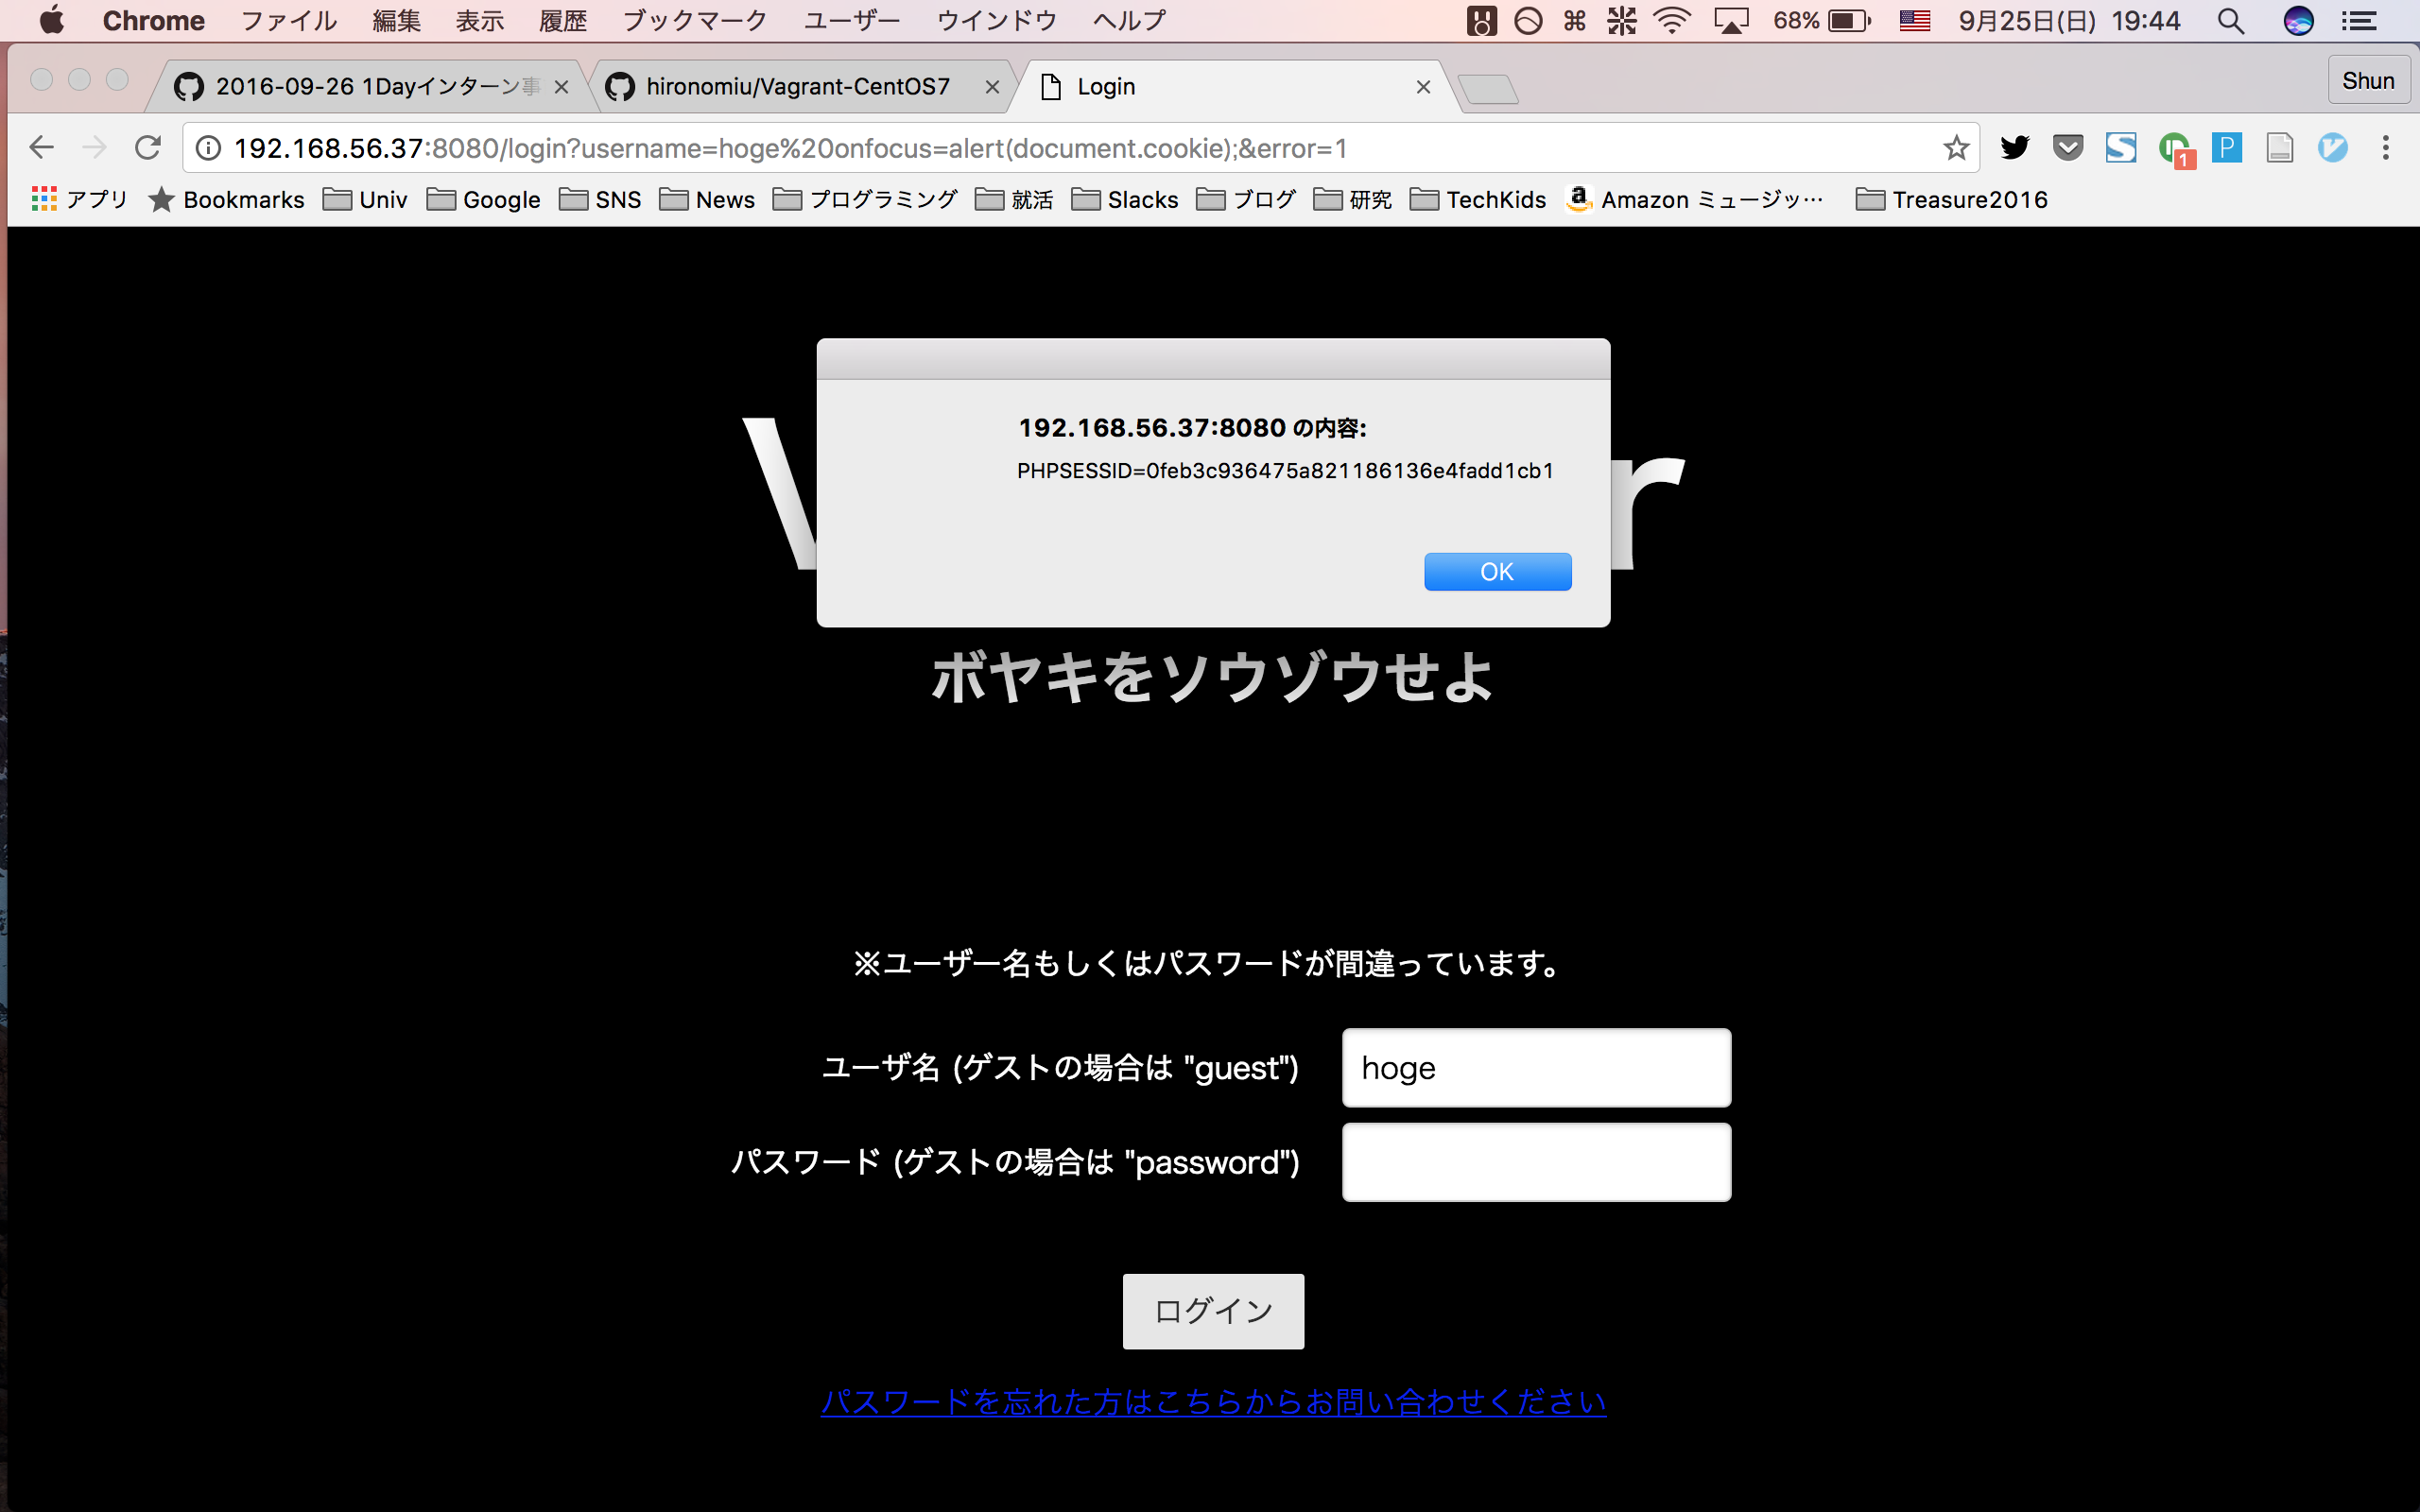 Chrome ファイル 編集 表示 履歴 ブックマーク ユーザー ウインドウ ヘルプ 68% 9月25日(日) 19:44
2016-09-26 1Dayインターン事 hironomiu/Vagrant-CentOS7 Login Shun
192.168.56.37:8080/login?username=hoge%20onfocus=alert(document.cookie);&error=1 1
アプリ Bookmarks Univ Google SNS News プログラミング 就活 Slacks ブログ 研究 TechKids Amazon ミュージッ… Treasure2016
192.168.56.37:8080 の内容:
PHPSESSID=0feb3c936475a821186136e4fadd1cb1
OK
ボヤキをソウゾウせよ
※ユーザー名もしくはパスワードが間違っています。
ユーザ名 (ゲストの場合は "guest") hoge
パスワード (ゲストの場合は "password")
ログイン
パスワードを忘れた方はこちらからお問い合わせください